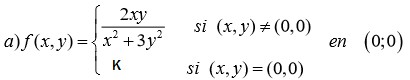 a) f(x,y) = { 2xy / (x² + 3y²) si (x,y) ≠ (0,0)
K si (x,y) = (0,0) en (0;0)